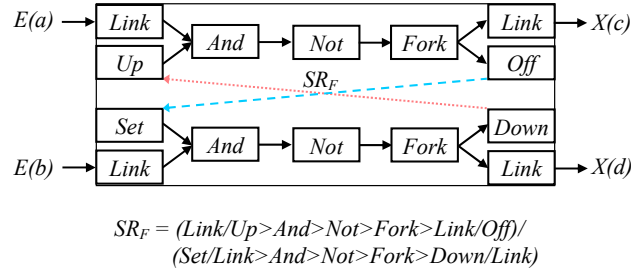 E(a) Link And Not Fork Link X(c)
Up Off
SR_F
Set Down
E(b) Link And Not Fork Link X(d)
SR_F = (Link/Up>And>Not>Fork>Link/Off)/
(Set/Link>And>Not>Fork>Down/Link)